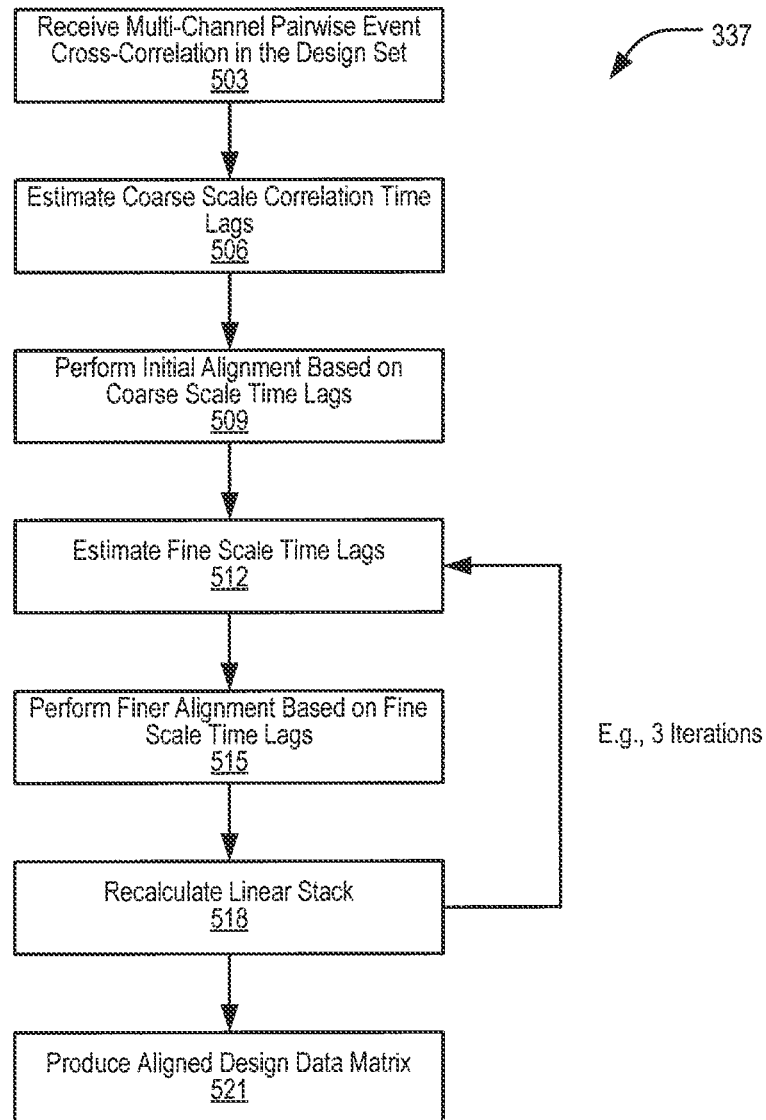 Receive Multi-Channel Pairwise Event
Cross-Correlation in the Design Set
503
337
Estimate Coarse Scale Correlation Time
Lags
506
Perform Initial Alignment Based on
Coarse Scale Time Lags
509
Estimate Fine Scale Time Lags
512
Perform Finer Alignment Based on Fine
Scale Time Lags
515
E.g., 3 Iterations
Recalculate Linear Stack
518
Produce Aligned Design Data Matrix
521